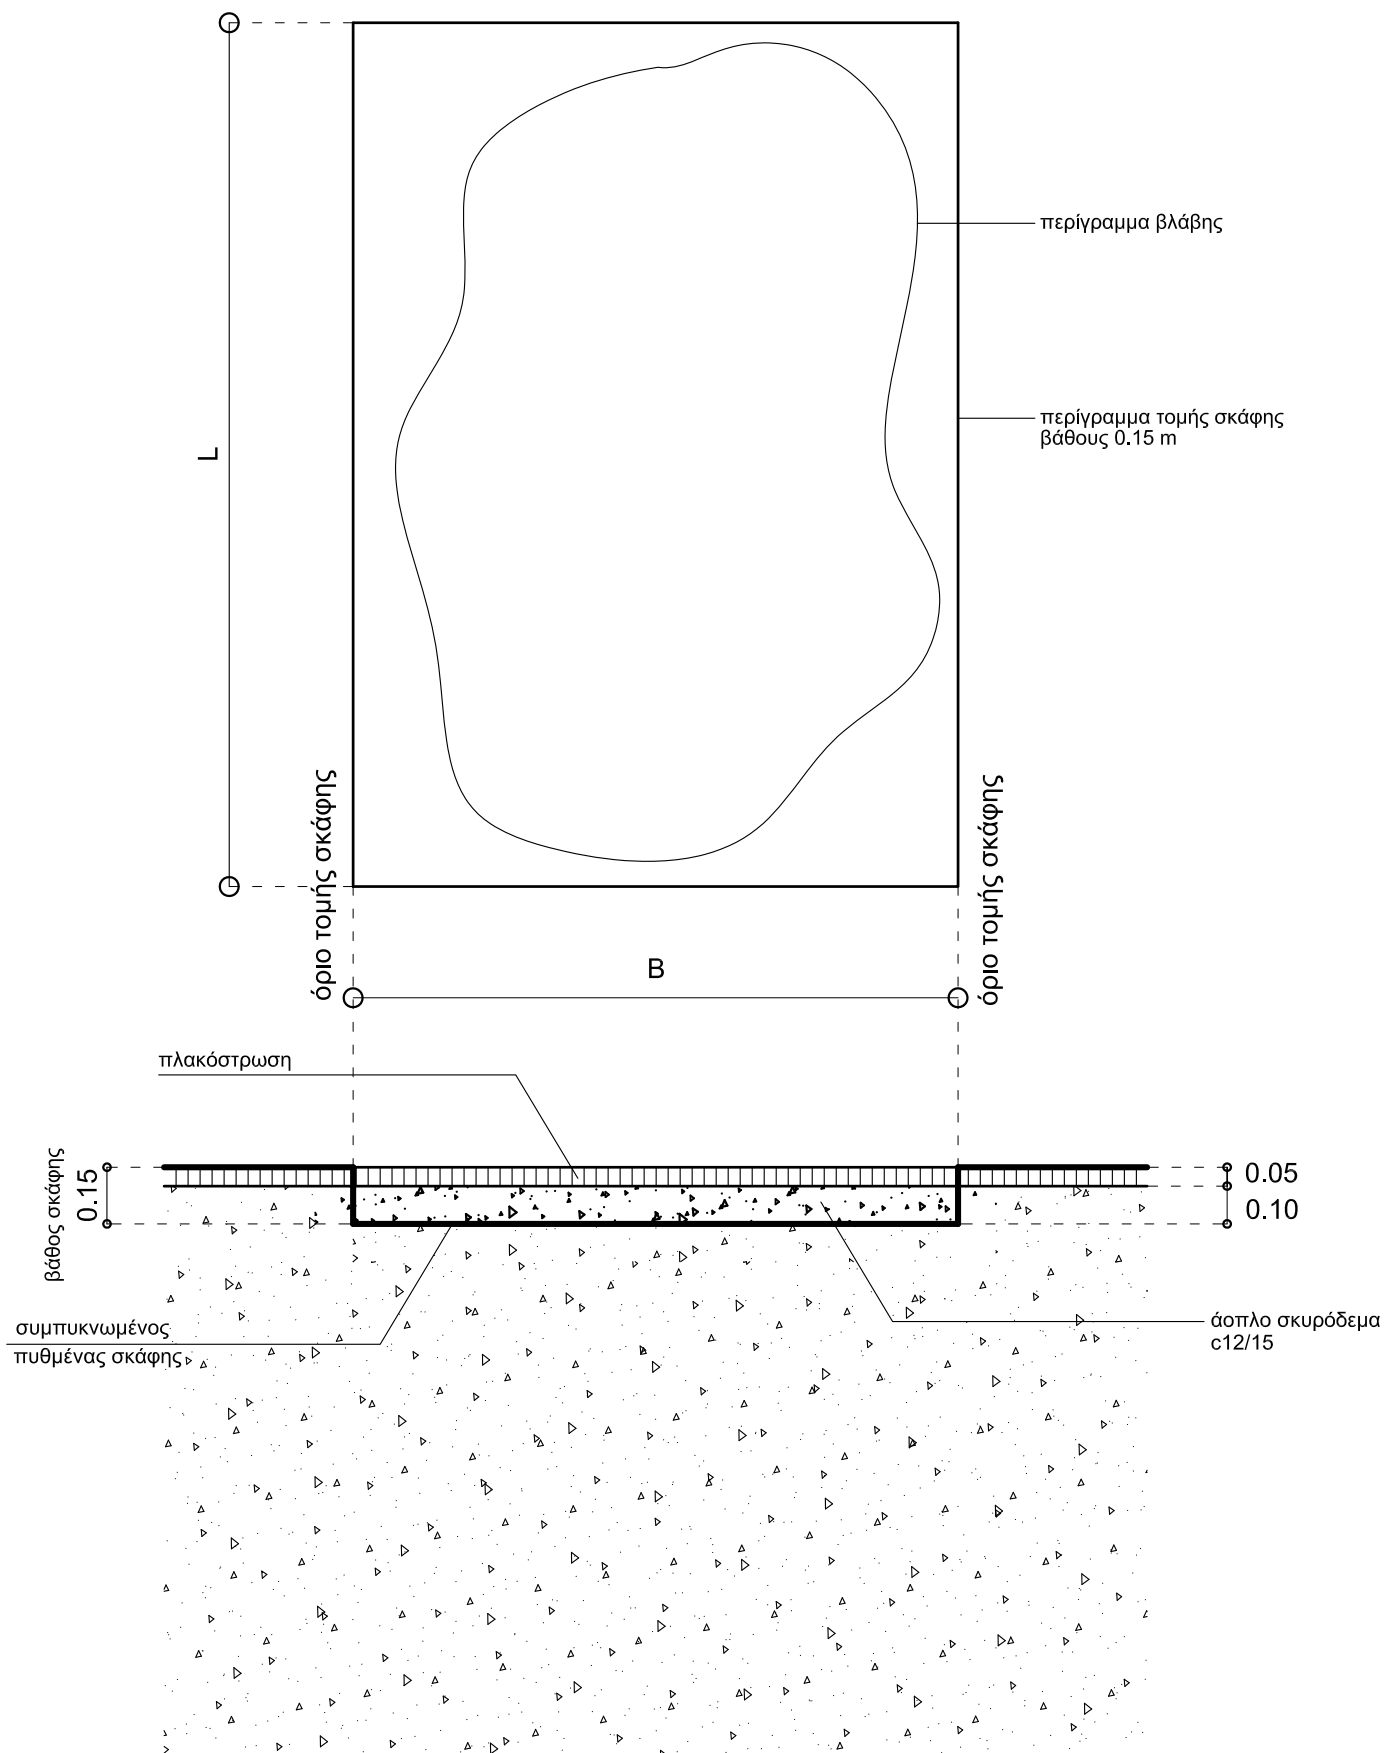 περίγραμμα βλάβης
L
περίγραμμα τομής σκάφης
βάθους 0.15 m
όριο τομής σκάφης
όριο τομής σκάφης
B
πλακόστρωση
βάθος σκάφης
0.15
0.05
0.10
συμπυκνωμένος
πυθμένας σκάφης
άοπλο σκυρόδεμα
c12/15